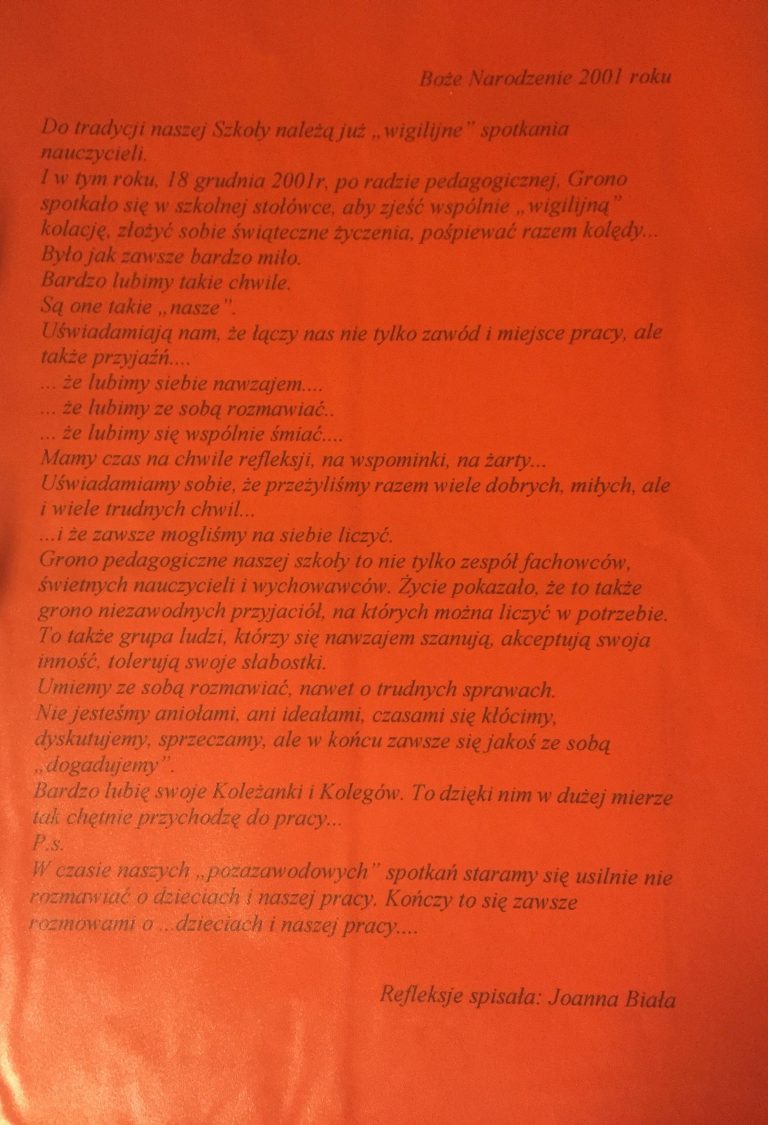 Boże Narodzenie 2001 roku
Do tradycji naszej Szkoły należą już „wigilijne” spotkania
nauczycieli.
I w tym roku, 18 grudnia 2001r, po radzie pedagogicznej, Grono
spotkało się w szkolnej stołówce, aby zjeść wspólnie „wigilijną”
kolację, złożyć sobie świąteczne życzenia, pośpiewać razem kolędy...
Było jak zawsze bardzo miło.
Bardzo lubimy takie chwile.
Są one takie „nasze”.
Uświadamiają nam, że łączy nas nie tylko zawód i miejsce pracy, ale
także przyjaźń....
... że lubimy siebie nawzajem....
... że lubimy ze sobą rozmawiać..
... że lubimy się wspólnie śmiać....
Mamy czas na chwile refleksji, na wspominki, na żarty...
Uświadamiamy sobie, że przeżyliśmy razem wiele dobrych, miłych, ale
i wiele trudnych chwil...
...i że zawsze mogliśmy na siebie liczyć.
Grono pedagogiczne naszej szkoły to nie tylko zespół fachowców,
świetnych nauczycieli i wychowawców. Życie pokazało, że to także
grono niezawodnych przyjaciół, na których można liczyć w potrzebie.
To także grupa ludzi, którzy się nawzajem szanują, akceptują swoja
inność, tolerują swoje słabostki.
Umiemy ze sobą rozmawiać, nawet o trudnych sprawach.
Nie jesteśmy aniołami, ani ideałami, czasami się kłócimy,
dyskutujemy, sprzeczamy, ale w końcu zawsze się jakoś ze sobą
„dogadujemy”.
Bardzo lubię swoje Koleżanki i Kolegów. To dzięki nim w dużej mierze
tak chętnie przychodzę do pracy...
P.s.
W czasie naszych „pozazawodowych” spotkań staramy się usilnie nie
rozmawiać o dzieciach i naszej pracy. Kończy to się zawsze
rozmowami o ...dzieciach i naszej pracy....
Refleksje spisała: Joanna Biała